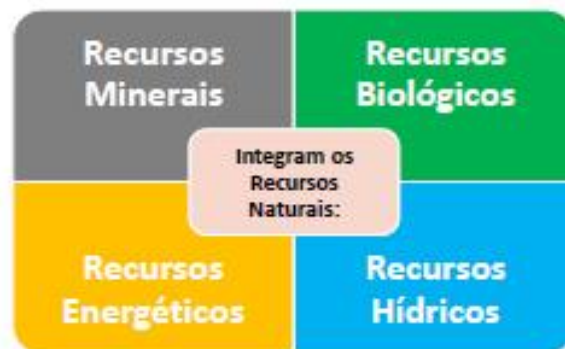 Recursos
Minerais
Recursos
Biológicos
Integram os
Recursos
Naturais:
Recursos
Energéticos
Recursos
Hídricos